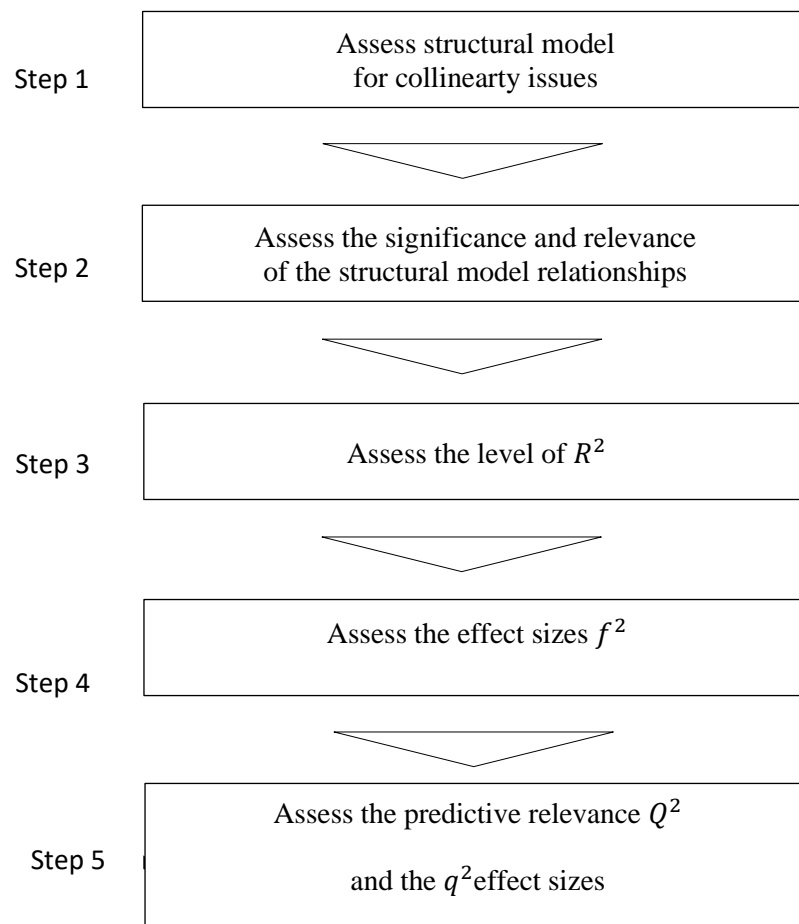 Step 1
Assess structural model
for collinearty issues
Step 2
Assess the significance and relevance
of the structural model relationships
Step 3
Assess the level of 𝑅²
Step 4
Assess the effect sizes 𝑓²
Step 5
Assess the predictive relevance 𝑄²
and the 𝑞²effect sizes